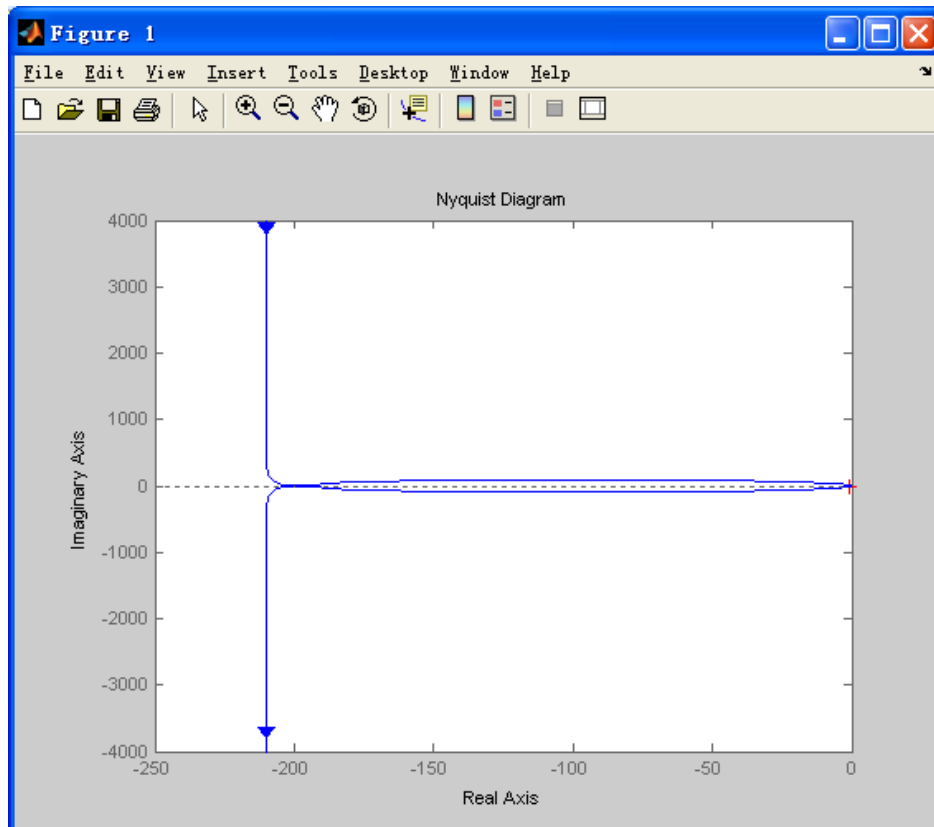 Figure 1
File Edit View Insert Tools Desktop Window Help
Nyquist Diagram
4000
3000
2000
1000
0
-1000
-2000
-3000
-4000
Imaginary Axis
-250 -200 -150 -100 -50 0
Real Axis